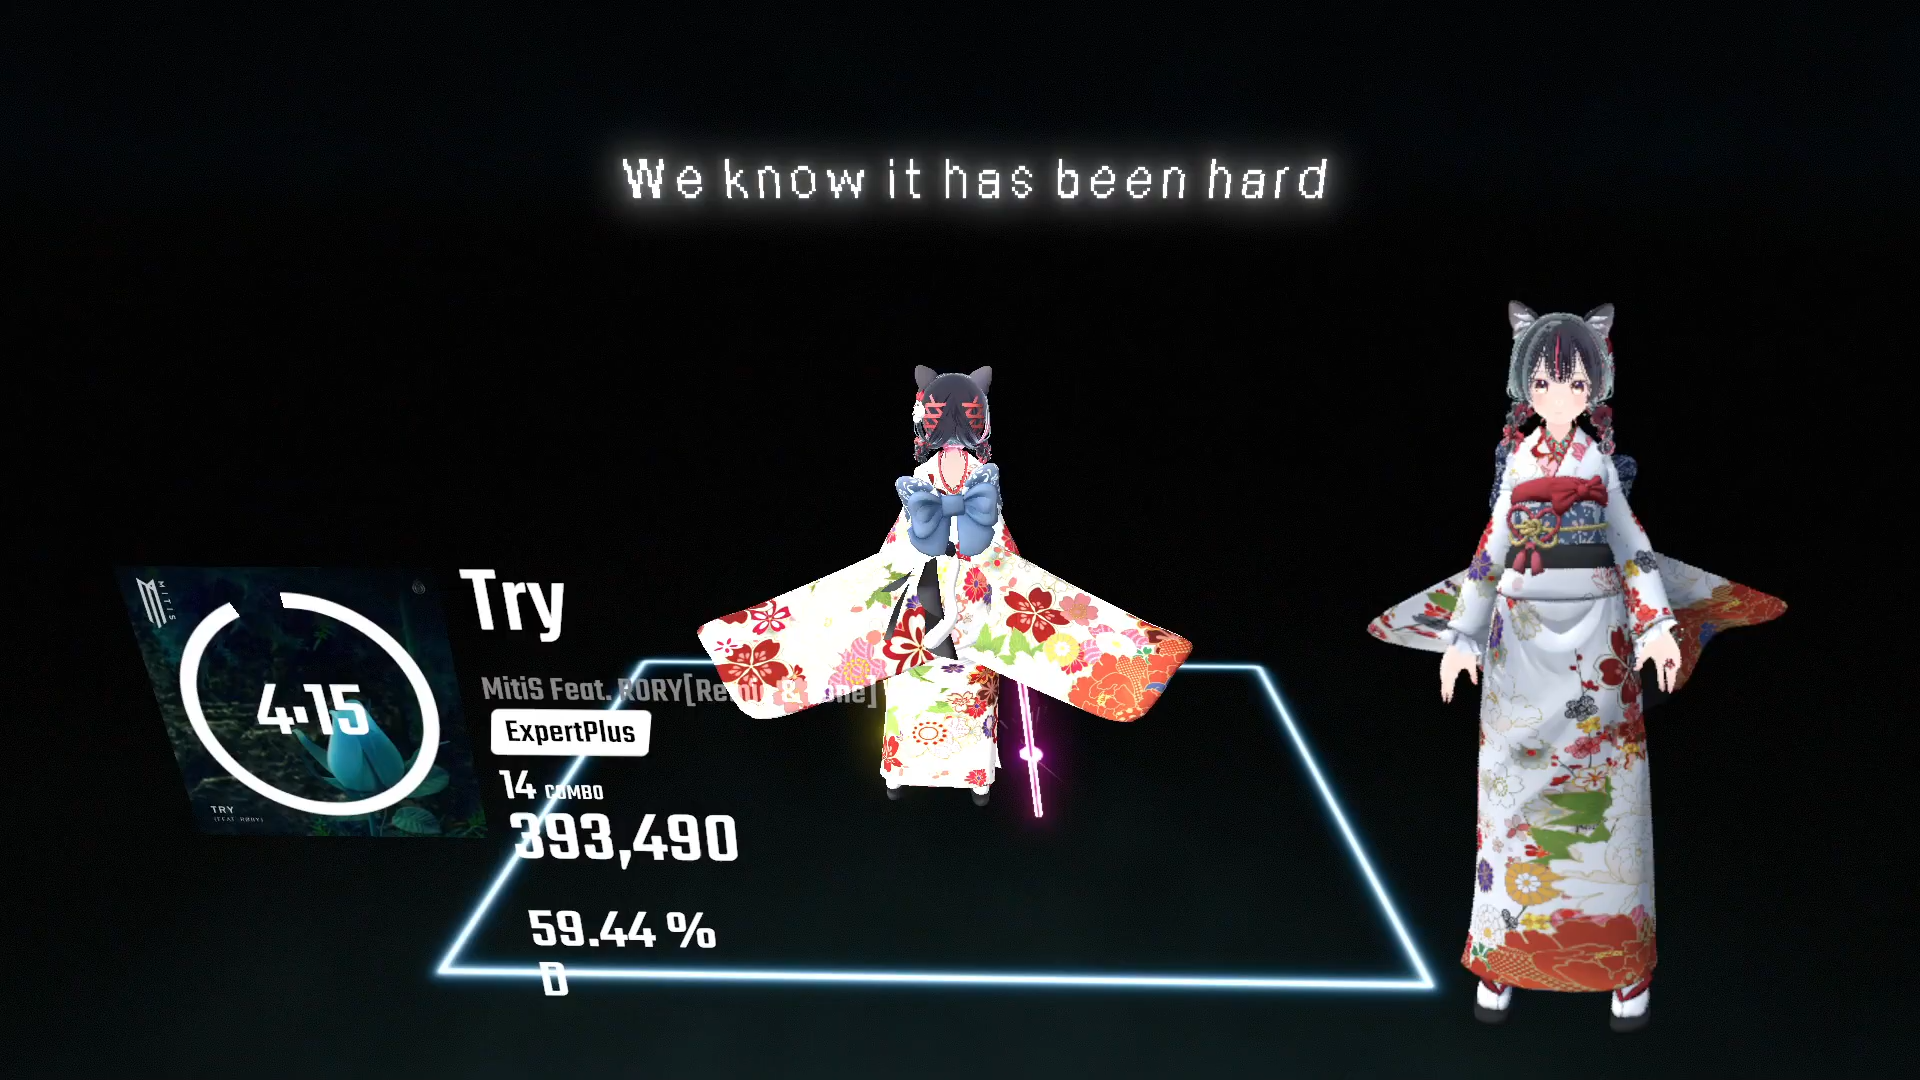 We know it has been hard
MITIS
4:15
TRY
Try
MitiS Feat. RORY[
ExpertPlus
14 COMBO
393,490
59.44 %
D